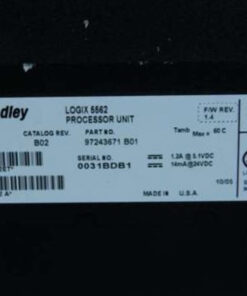 dley
LOGIX 5562
PROCESSOR UNIT
F/W REV.
1.4
CATALOG REV.
B02
PART NO.
97243671 B01
Tamb Max = 60 C
SERIAL NO.
0031BDB1
1.2A @ 5.1VDC
14mA @24VDC
MADE IN U.S.A.
10/05